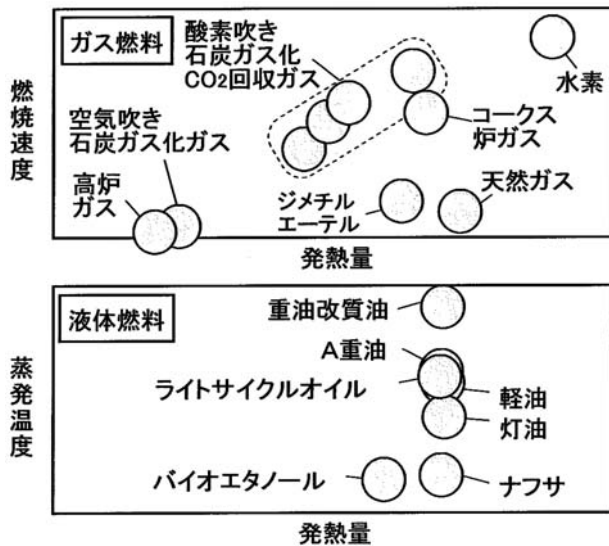 ガス燃料
酸素吹き
石炭ガス化
CO2回収ガス
水素
燃焼速度
空気吹き
石炭ガス化ガス
コークス
炉ガス
高炉
ガス
ジメチル
エーテル
天然ガス
発熱量
液体燃料
重油改質油
A重油
ライトサイクルオイル
軽油
灯油
蒸発温度
バイオエタノール
ナフサ
発熱量